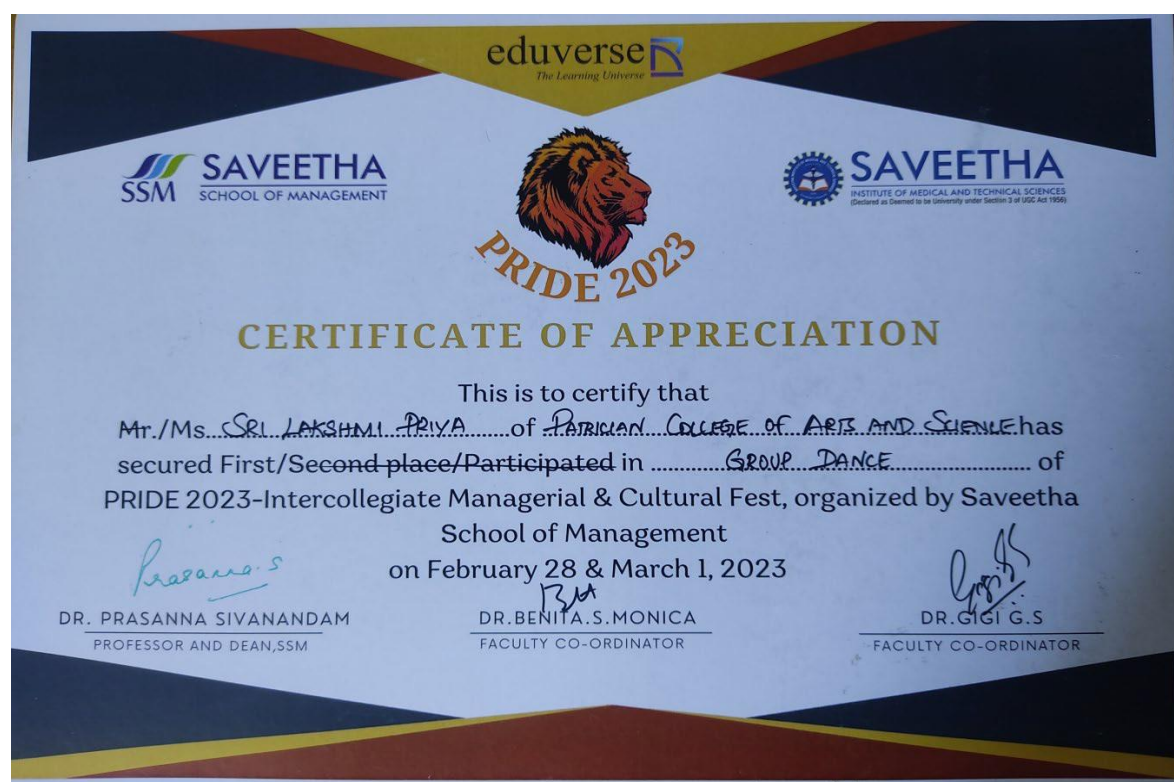 eduverse
The Learning Universe
SSM SAVEETHA
SCHOOL OF MANAGEMENT
SAVEETHA
INSTITUTE OF MEDICAL AND TECHNICAL SCIENCES
(Declared as Deemed to be University under Section 3 of UGC Act 1956)
PRIDE 2023
CERTIFICATE OF APPRECIATION
This is to certify that
Mr./Ms. SRI LAKSHMI PRIYA of PATRICIAN COLLEGE OF ARTS AND SCIENCE has
secured First/Second place/Participated in GROUP DANCE of
PRIDE 2023-Intercollegiate Managerial & Cultural Fest, organized by Saveetha
School of Management
on February 28 & March 1, 2023
Prasanna.S
DR. PRASANNA SIVANANDAM
PROFESSOR AND DEAN,SSM
DR.BENITA.S.MONICA
FACULTY CO-ORDINATOR
DR.GIGI G.S
FACULTY CO-ORDINATOR